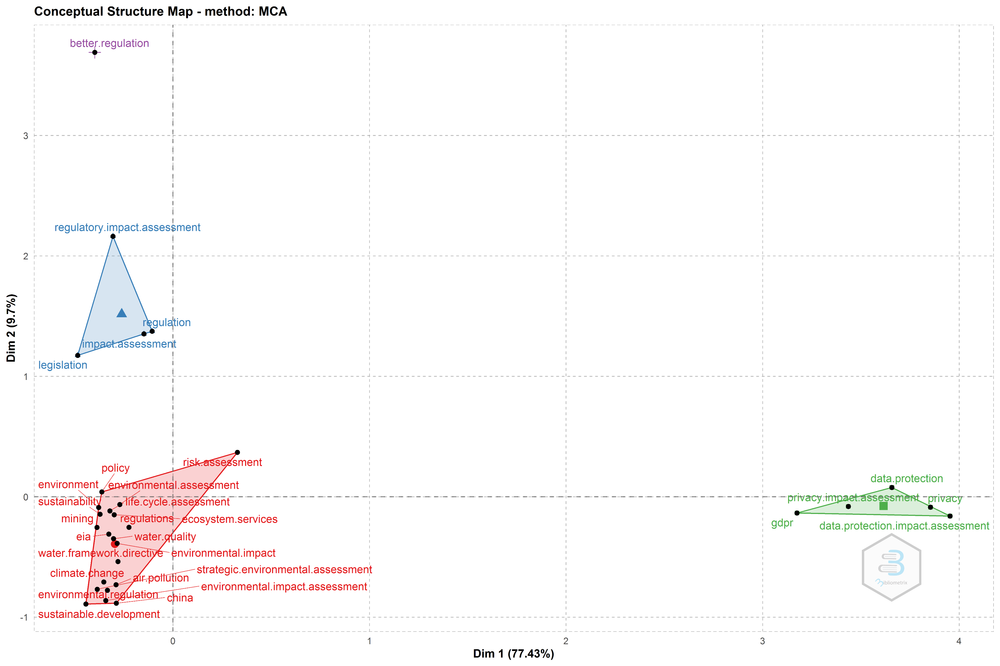 Conceptual Structure Map - method: MCA
better.regulation
3
regulatory.impact.assessment
2
Dim 2 (9.7%)
regulation
impact.assessment
legislation
1
risk.assessment
policy
environment
environmental.assessment
data.protection
0
sustainability
life.cycle.assessment
privacy.impact.assessment
privacy
mining
regulations
ecosystem.services
gdpr
data.protection.impact.assessment
eia
water.quality
water.framework.directive
environmental.impact
climate.change
strategic.environmental.assessment
air.pollution
ibliometrix
environmental.impact.assessment
environmental.regulation
china
sustainable.development
-1
0
1
2
3
4
Dim 1 (77.43%)